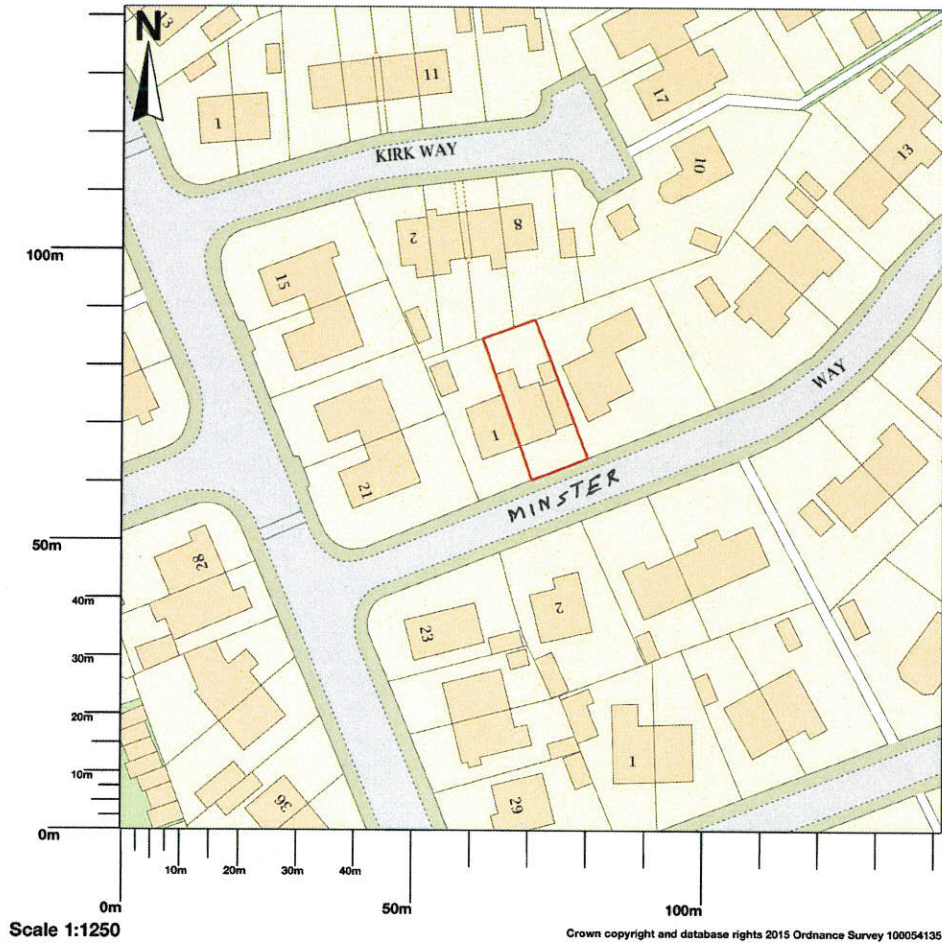 N
13
1
11
17
KIRK WAY
10
13
2
8
100m
15
WAY
1
MINSTER
21
50m
28
40m
2
23
30m
20m
1
10m
36
29
0m
10m
20m
30m
40m
0m
50m
100m
Scale 1:1250
Crown copyright and database rights 2015 Ordnance Survey 100054135